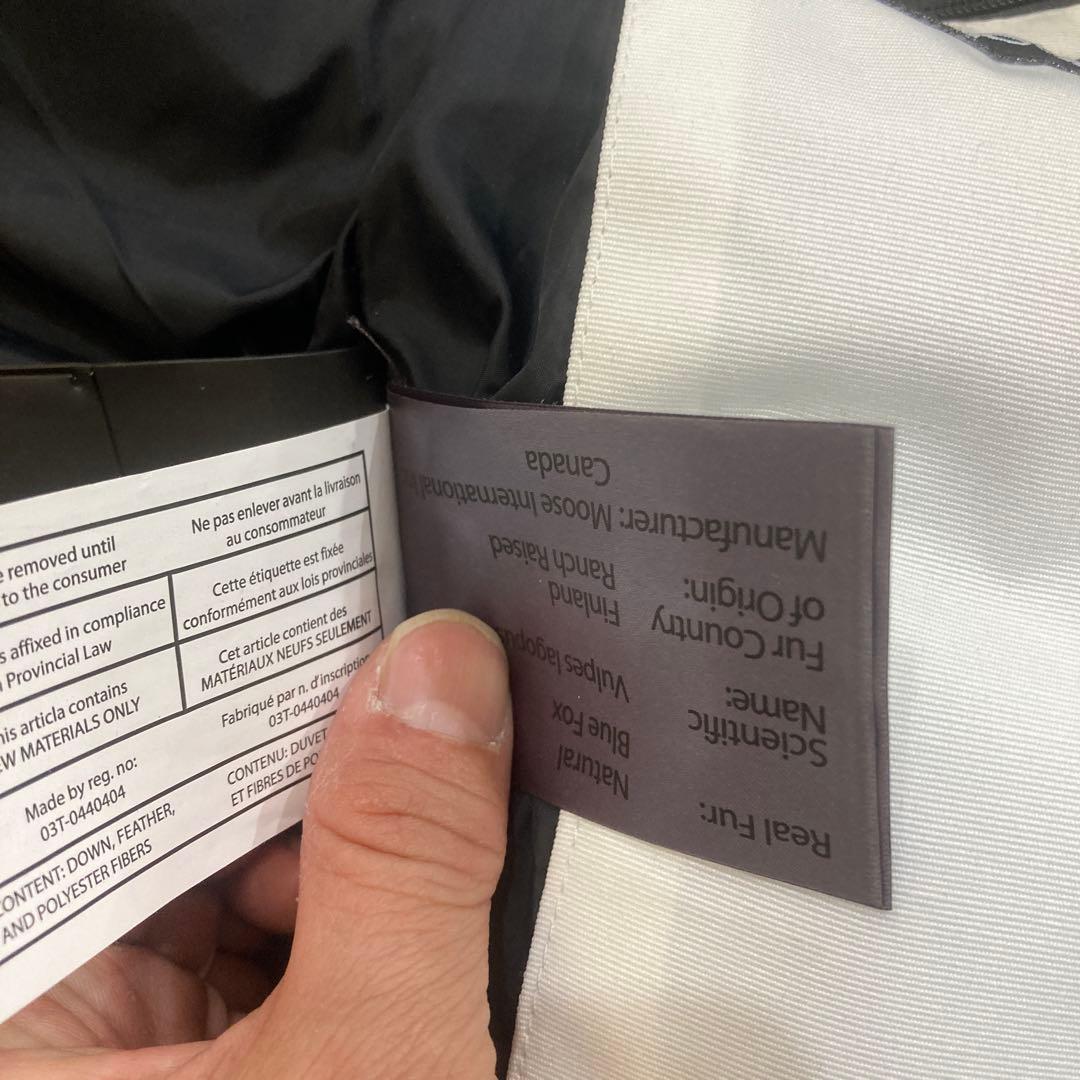 e removed until
to the consumer
Ne pas enlever avant la livraison
au consommateur
s affixed in compliance
Provincial Law
Cette étiquette est fixée
conformément aux lois provinciales
his articla contains
W MATERIALS ONLY
Cet article contient des
MATÉRIAUX NEUFS SEULEMENT
Made by reg. no:
03T-0440404
Fabriqué par n. d'inscription
03T-0440404
CONTENT: DOWN, FEATHER,
AND POLYESTER FIBERS
CONTENU: DUVET
ET FIBRES DE PO
Real Fur: Natural
Blue Fox
Scientific Vulpes lagopus
Name:
Fur Country Finland
of Origin: Ranch Raised
Manufacturer: Moose International
Canada